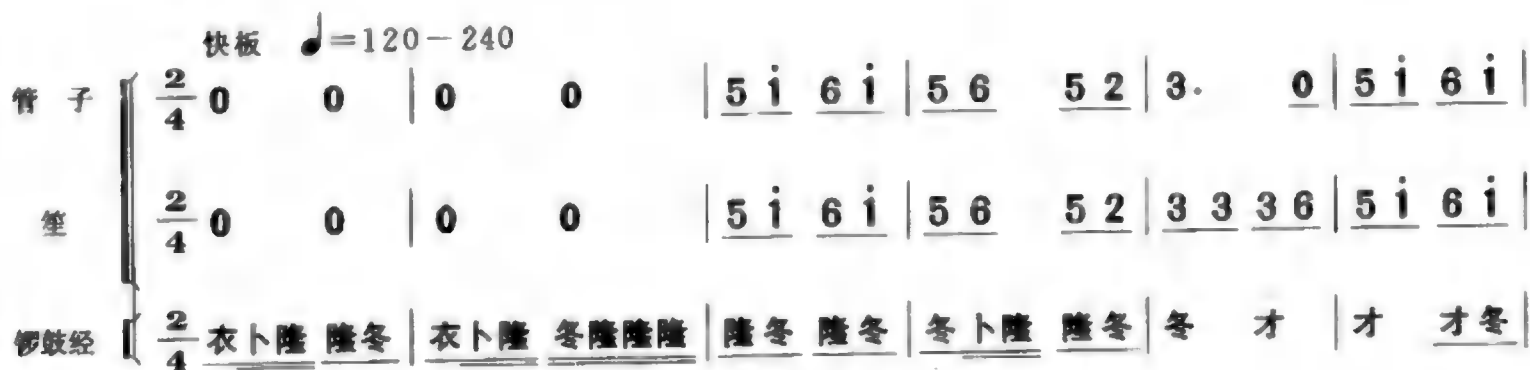 快板 ♩=120-240
管子 2/4 0 0 | 0 0 | 5 i̇ 6 i̇ | 5 6 5 2 | 3. 0 | 5 i̇ 6 i̇ |
笙 2/4 0 0 | 0 0 | 5 i̇ 6 i̇ | 5 6 5 2 | 3 3 3 6 | 5 i̇ 6 i̇ |
锣鼓经 2/4 衣卜隆 隆冬 | 衣卜隆 冬隆隆隆 | 隆冬 隆冬 | 冬卜隆 隆冬 | 冬 才 | 才 才冬 |